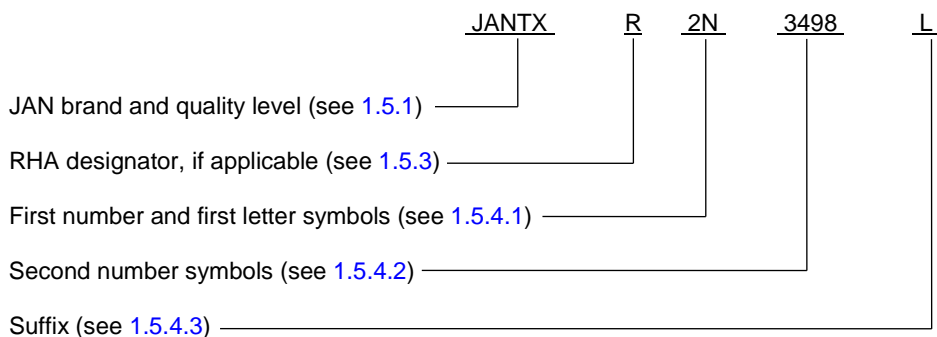 JANTX R 2N 3498 L
JAN brand and quality level (see 1.5.1)
RHA designator, if applicable (see 1.5.3)
First number and first letter symbols (see 1.5.4.1)
Second number symbols (see 1.5.4.2)
Suffix (see 1.5.4.3)